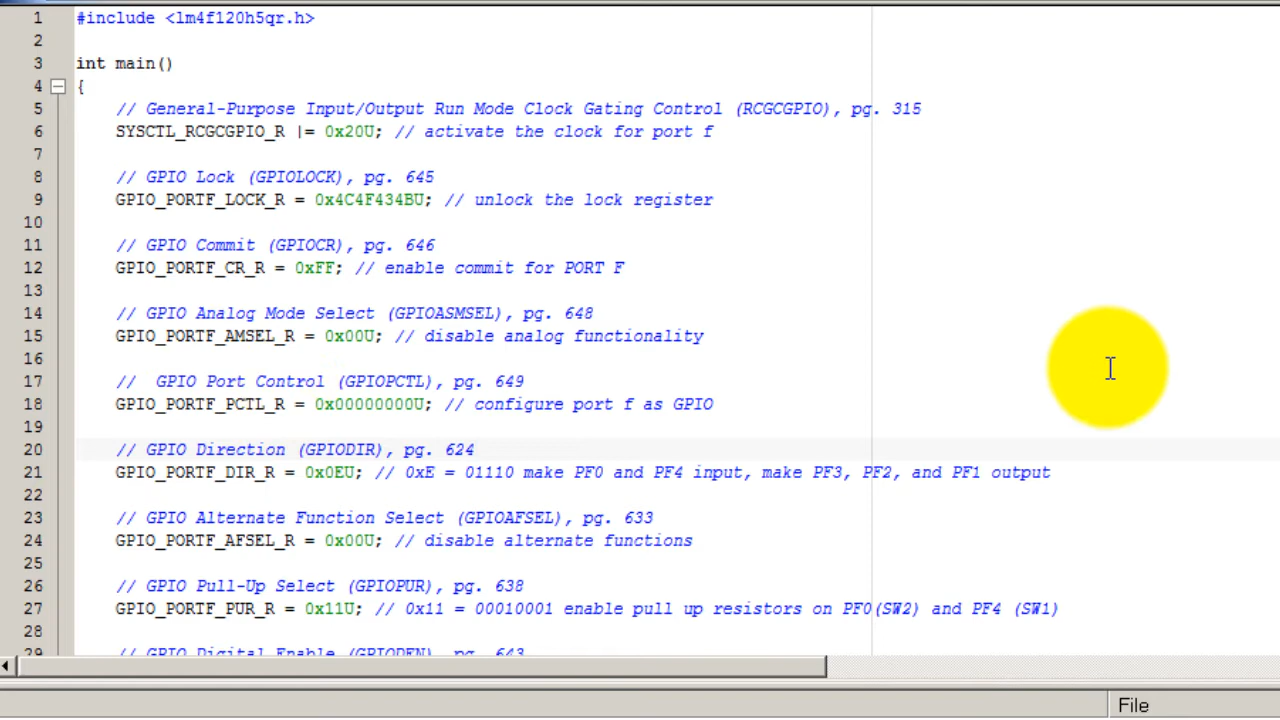 1 #include <lm4f120h5qr.h>
2
3 int main()
4 {
5 // General-Purpose Input/Output Run Mode Clock Gating Control (RCGCGPIO), pg. 315
6 SYSCTL_RCGCGPIO_R |= 0x20U; // activate the clock for port f
7
8 // GPIO Lock (GPIOLOCK), pg. 645
9 GPIO_PORTF_LOCK_R = 0x4C4F434BU; // unlock the lock register
10
11 // GPIO Commit (GPIOCR), pg. 646
12 GPIO_PORTF_CR_R = 0xFF; // enable commit for PORT F
13
14 // GPIO Analog Mode Select (GPIOASMSEL), pg. 648
15 GPIO_PORTF_AMSEL_R = 0x00U; // disable analog functionality
16
17 //  GPIO Port Control (GPIOPCTL), pg. 649
18 GPIO_PORTF_PCTL_R = 0x00000000U; // configure port f as GPIO
19
20 // GPIO Direction (GPIODIR), pg. 624
21 GPIO_PORTF_DIR_R = 0x0EU; // 0xE = 01110 make PF0 and PF4 input, make PF3, PF2, and PF1 output
22
23 // GPIO Alternate Function Select (GPIOAFSEL), pg. 633
24 GPIO_PORTF_AFSEL_R = 0x00U; // disable alternate functions
25
26 // GPIO Pull-Up Select (GPIOPUR), pg. 638
27 GPIO_PORTF_PUR_R = 0x11U; // 0x11 = 00010001 enable pull up resistors on PF0(SW2) and PF4 (SW1)
28
29 // GPIO Digital Enable (GPIODEN), pg. 643
File